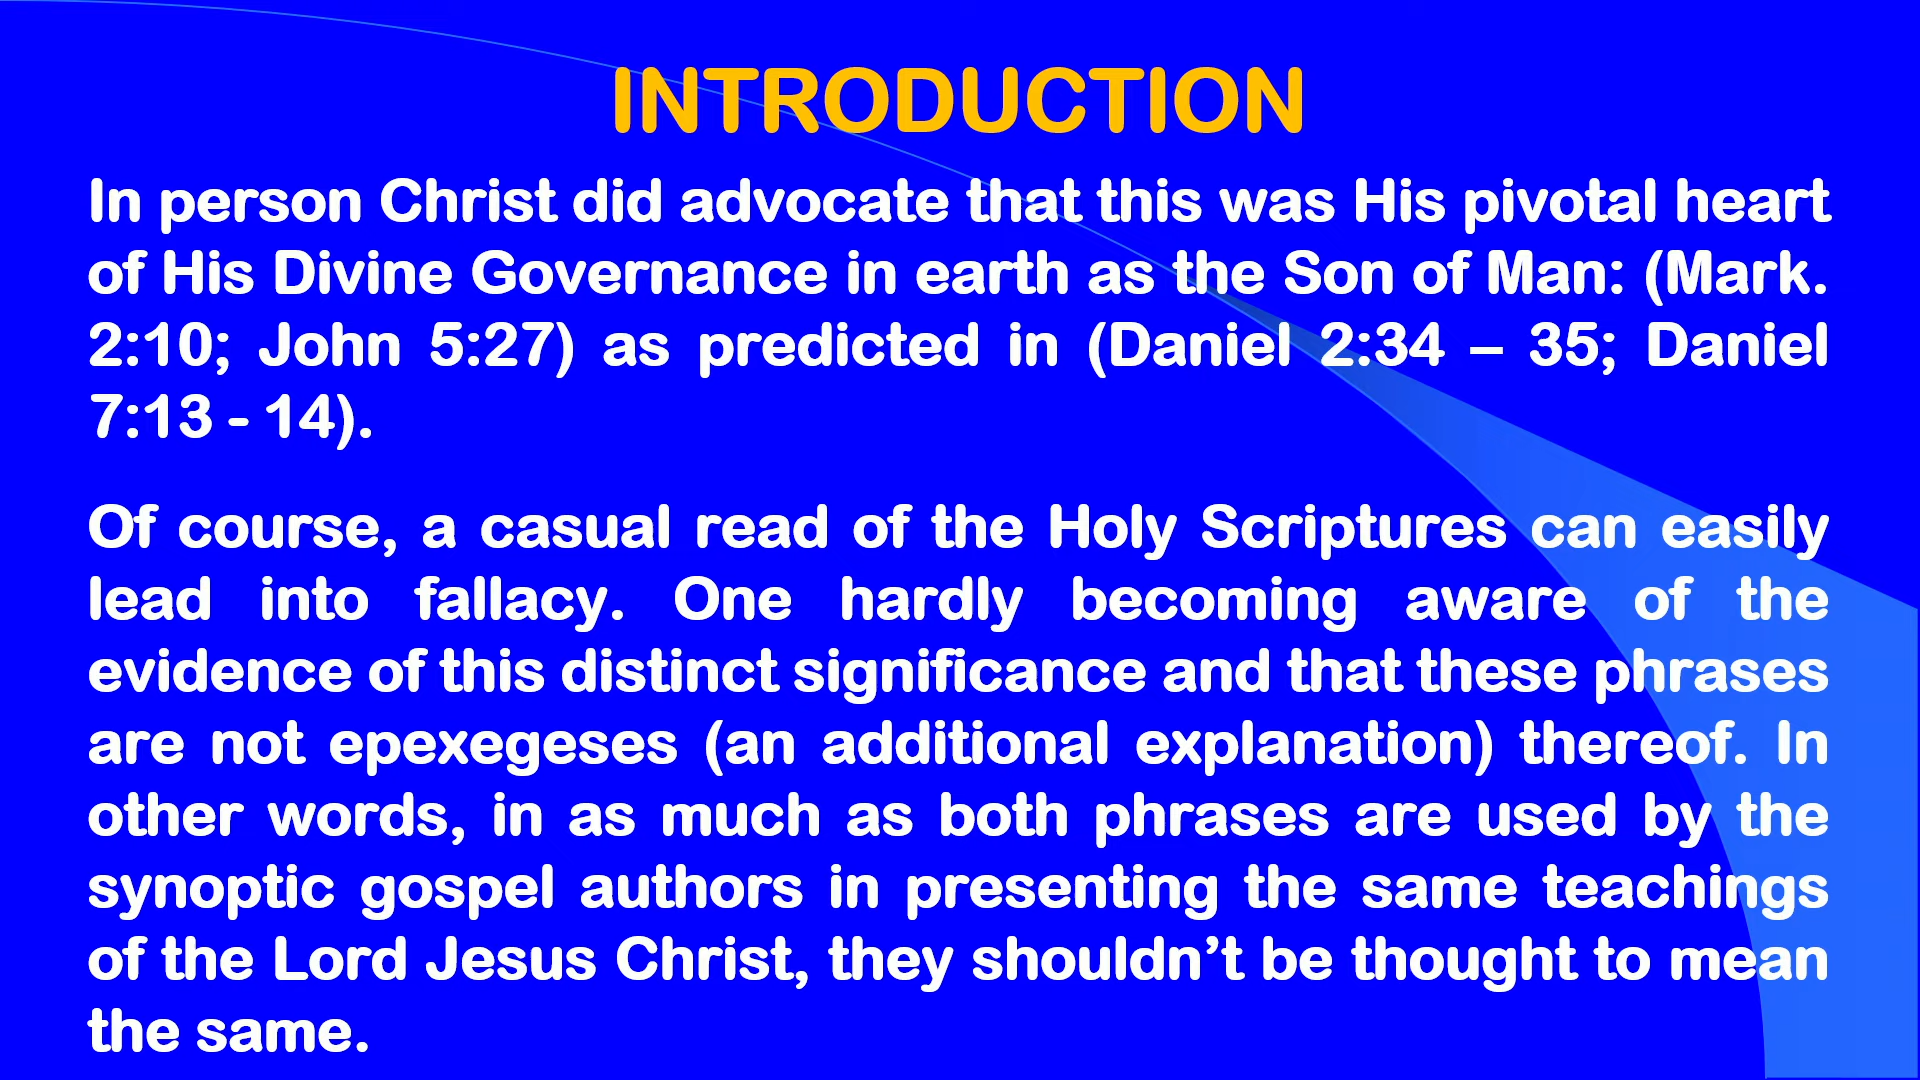 INTRODUCTION
In person Christ did advocate that this was His pivotal heart
of His Divine Governance in earth as the Son of Man: (Mark.
2:10; John 5:27) as predicted in (Daniel 2:34 – 35; Daniel
7:13 - 14).
Of course, a casual read of the Holy Scriptures can easily
lead into fallacy. One hardly becoming aware of the
evidence of this distinct significance and that these phrases
are not epexegeses (an additional explanation) thereof. In
other words, in as much as both phrases are used by the
synoptic gospel authors in presenting the same teachings
of the Lord Jesus Christ, they shouldn’t be thought to mean
the same.